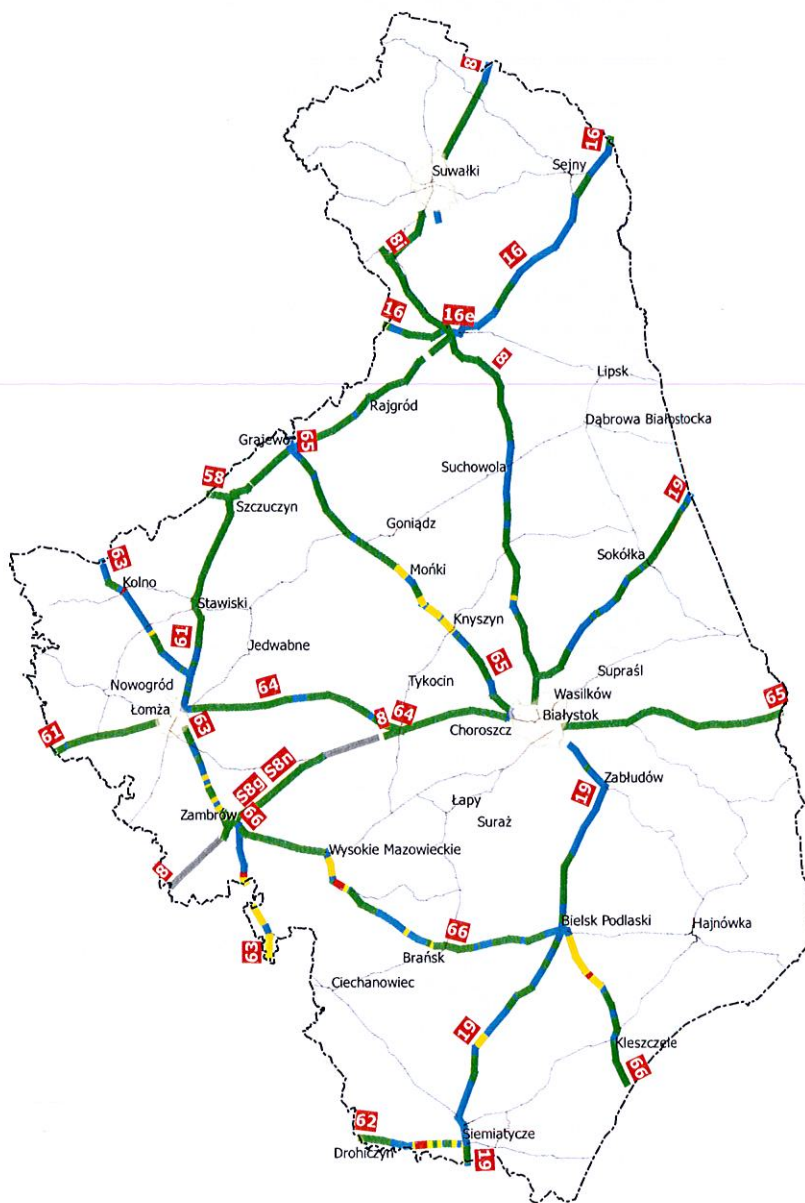 8
16
Sejny
Suwałki
8i
16
16
16e
8
Lipsk
Rajgród
Dąbrowa Białostocka
Grajewo
65
Suchowola
58
Szczuczyn
19
Goniądz
63
Mońki
Sokółka
Kolno
Stawiski
Knyszyn
61
Jedwabne
65
Supraśl
Nowogród
64
Tykocin
Wasilków
65
Łomża
63
8
64
Białystok
61
Choroszcz
S8g
S8n
19
Zabłudów
Łapy
Zambrów
66
Suraż
8
Wysokie Mazowieckie
Bielsk Podlaski
Hajnówka
66
63
Brańsk
Ciechanowiec
19
Kleszczele
66
62
Siemiatycze
Drohiczyn
19